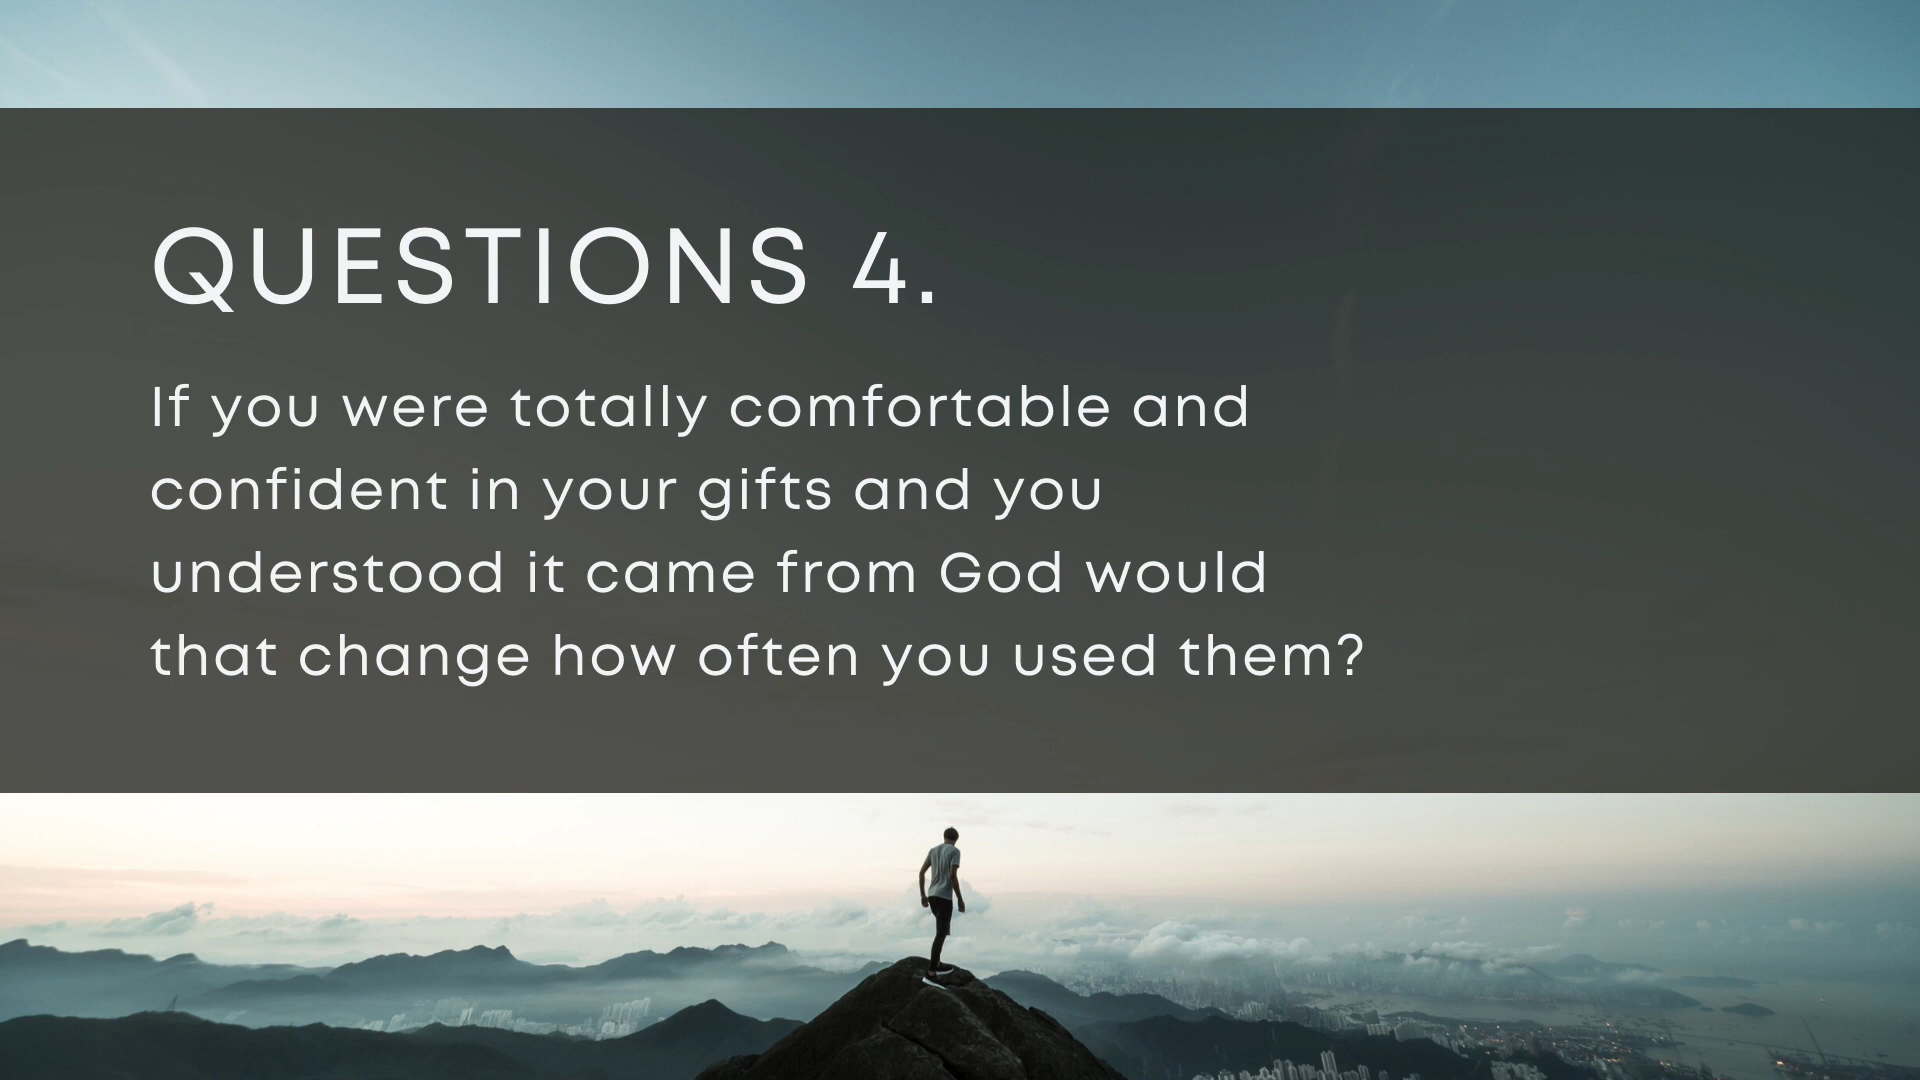 QUESTIONS 4.
If you were totally comfortable and
confident in your gifts and you
understood it came from God would
that change how often you used them?